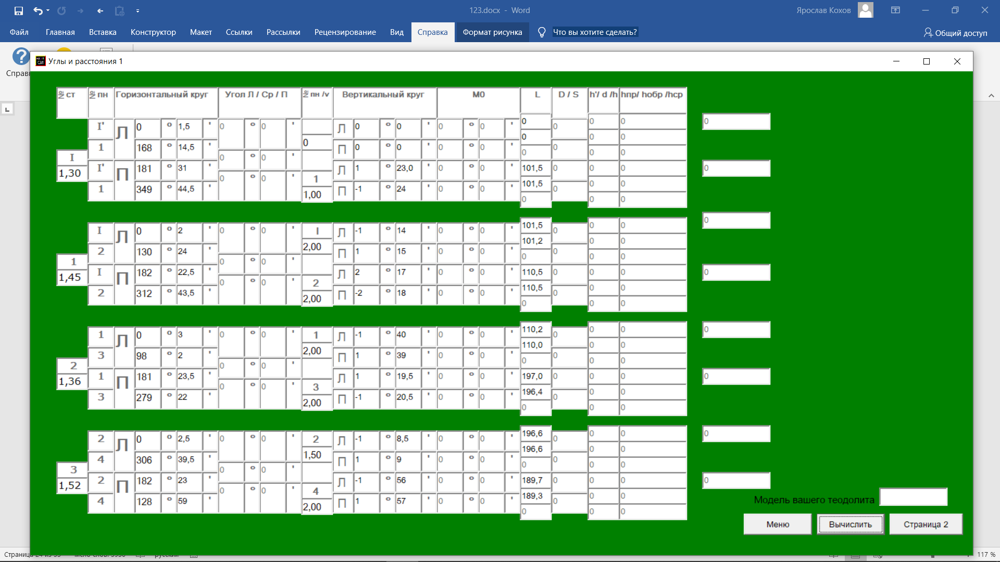 123.docx - Word
Ярослав Кохов
Файл Главная Вставка Конструктор Макет Ссылки Рассылки Рецензирование Вид Справка Формат рисунка Что вы хотите сделать? Общий доступ
Углы и расстояния 1
№ ст № пн Горизонтальный круг Угол Л / Ср / П № пн /v Вертикальный круг М0 L D / S h'/ d /h hпр/ hобр /hср
I
1,30
I' Л 0 º 1,5 ' 0 º 0 ' Л 0 º 0 ' 0 º 0 ' 0 0 0 0 0
1 168 º 14,5 ' 0 П 0 º 0 ' 0 º 0 ' 0 0 0 0
0 º 0 ' 0 0 0
I' П 181 º 31 ' Л 1 º 23,0 ' 0 º 0 ' 101,5 0 0 0 0
0 º 0 ' 1 101,5 0 0
1 349 º 44,5 ' 1,00 П -1 º 24 ' 0 º 0 ' 0 0 0 0
0
1
1,45
I Л 0 º 2 ' 0 º 0 ' I Л -1 º 14 ' 0 º 0 ' 101,5 0 0 0
2 130 º 24 ' 2,00 П 1 º 15 ' 0 º 0 ' 101,2 0 0 0
0 º 0 ' 0 0 0
I П 182 º 22,5 ' Л 2 º 17 ' 0 º 0 ' 110,5 0 0 0 0
0 º 0 ' 2 110,5 0 0
2 312 º 43,5 ' 2,00 П -2 º 18 ' 0 º 0 ' 0 0 0 0
2
1,36
1 Л 0 º 3 ' 0 º 0 ' 1 Л -1 º 40 ' 0 º 0 ' 110,2 0 0 0 0
3 98 º 2 ' 2,00 П 1 º 39 ' 0 º 0 ' 110,0 0 0 0
0 º 0 ' 0 0 0
1 П 181 º 23,5 ' Л 1 º 19,5 ' 0 º 0 ' 197,0 0 0 0 0
0 º 0 ' 3 196,4 0 0
3 279 º 22 ' 2,00 П -1 º 20,5 ' 0 º 0 ' 0 0 0 0
3
1,52
2 Л 0 º 2,5 ' 0 º 0 ' 2 Л -1 º 8,5 ' 0 º 0 ' 196,6 0 0 0 0
4 306 º 39,5 ' 1,50 П 1 º 9 ' 0 º 0 ' 196,6 0 0 0
0 º 0 ' 0 0 0
2 П 182 º 23 ' Л -1 º 56 ' 0 º 0 ' 189,7 0 0 0 0
0 º 0 ' 4 189,3 0 0
4 128 º 59 ' 2,00 П 1 º 57 ' 0 º 0 ' 0 0 0 0
Модель вашего теодолита
Меню Вычислить Страница 2
117 %